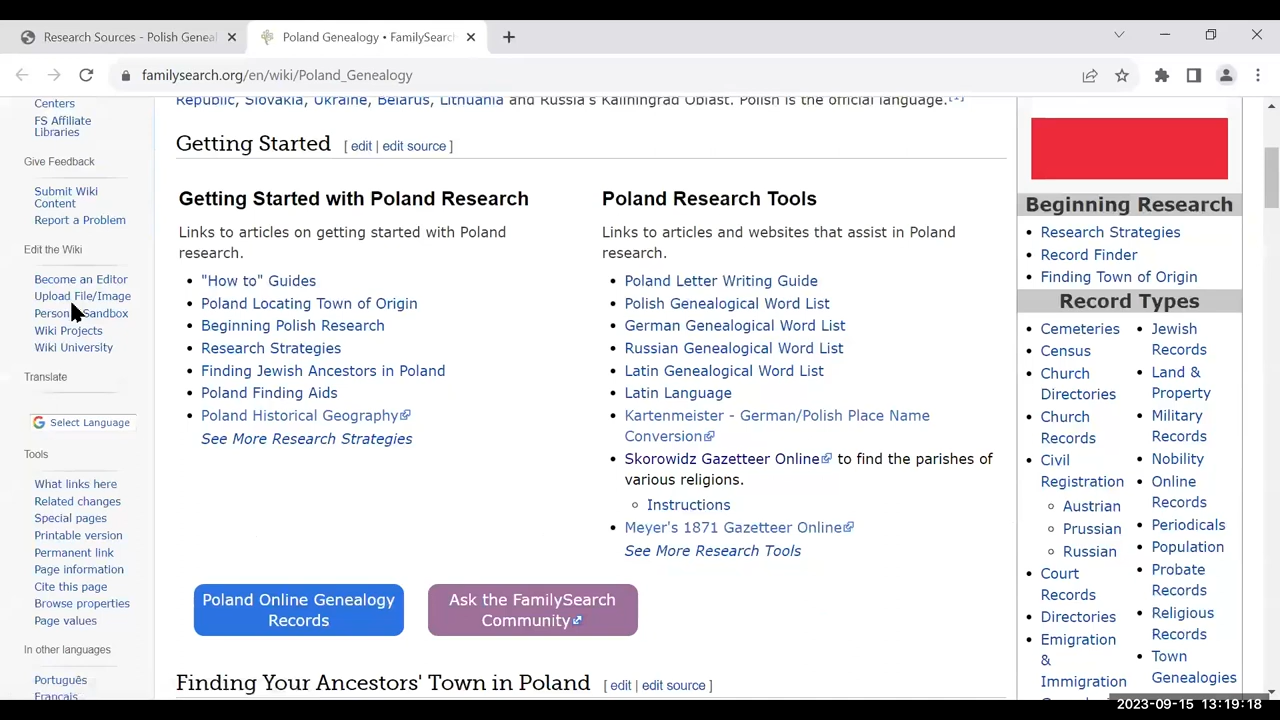 Research Sources - Polish Geneal
Poland Genealogy • FamilySearch
familysearch.org/en/wiki/Poland_Genealogy
Centers
FS Affiliate
Libraries
Give Feedback
Submit Wiki
Content
Report a Problem
Edit the Wiki
Become an Editor
Upload File/Image
Person Sandbox
Wiki Projects
Wiki University
Translate
Select Language
Tools
What links here
Related changes
Special pages
Printable version
Permanent link
Page information
Cite this page
Browse properties
Page values
In other languages
Português
Français
Republic, Slovakia, Ukraine, Belarus, Lithuania and Russia's Kaliningrad Oblast. Polish is the official language.[1]
Getting Started [ edit | edit source ]
Getting Started with Poland Research
Links to articles on getting started with Poland
research.
• "How to" Guides
• Poland Locating Town of Origin
• Beginning Polish Research
• Research Strategies
• Finding Jewish Ancestors in Poland
• Poland Finding Aids
• Poland Historical Geography
See More Research Strategies
Poland Research Tools
Links to articles and websites that assist in Poland
research.
• Poland Letter Writing Guide
• Polish Genealogical Word List
• German Genealogical Word List
• Russian Genealogical Word List
• Latin Genealogical Word List
• Latin Language
• Kartenmeister - German/Polish Place Name
Conversion
• Skorowidz Gazetteer Online to find the parishes of
various religions.
◦ Instructions
• Meyer's 1871 Gazetteer Online
See More Research Tools
Poland Online Genealogy
Records
Ask the FamilySearch
Community
Finding Your Ancestors' Town in Poland [ edit | edit source ]
Beginning Research
• Research Strategies
• Record Finder
• Finding Town of Origin
Record Types
• Cemeteries
• Census
• Church
Directories
• Church
Records
• Civil
Registration
◦ Austrian
◦ Prussian
◦ Russian
• Court
Records
• Directories
• Emigration
&
Immigration
• Jewish
Records
• Land &
Property
• Military
Records
• Nobility
• Online
Records
• Periodicals
• Population
• Probate
Records
• Religious
Records
• Town
Genealogies
2023-09-15 13:19:18